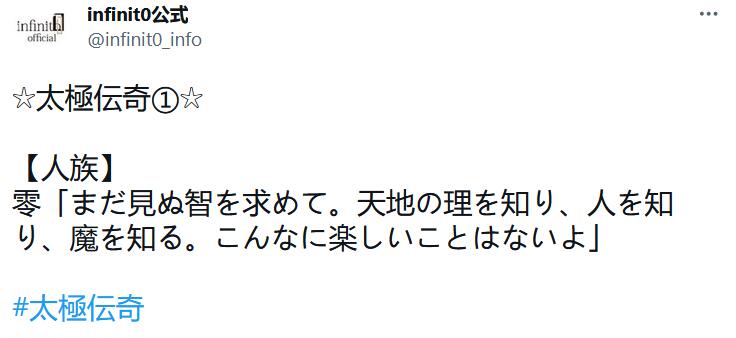 infinit0
official
infinit0公式
@infinit0_info
☆太極伝奇①☆
【人族】
零「まだ見ぬ智を求めて。天地の理を知り、人を知
り、魔を知る。こんなに楽しいことはないよ」
#太極伝奇